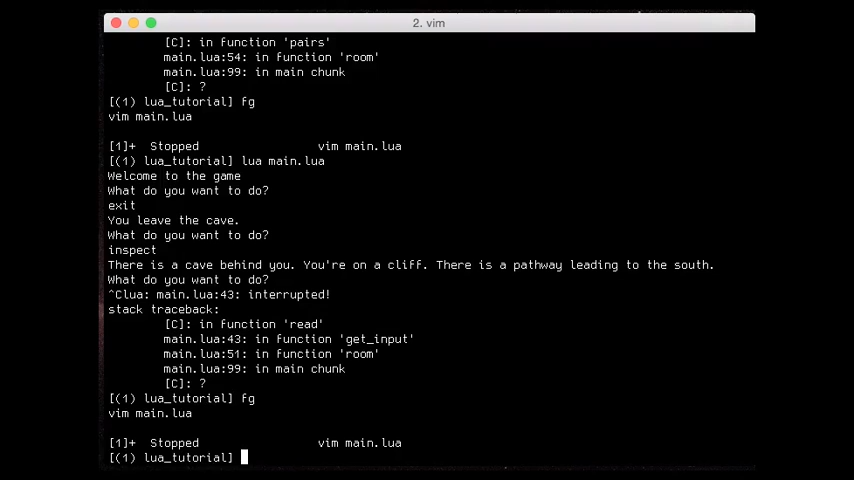 2. vim
[C]: in function 'pairs'
main.lua:54: in function 'room'
main.lua:99: in main chunk
[C]: ?
[(1) lua_tutorial] fg
vim main.lua
[1]+  Stopped                 vim main.lua
[(1) lua_tutorial] lua main.lua
Welcome to the game
What do you want to do?
exit
You leave the cave.
What do you want to do?
inspect
There is a cave behind you. You're on a cliff. There is a pathway leading to the south.
What do you want to do?
^Clua: main.lua:43: interrupted!
stack traceback:
[C]: in function 'read'
main.lua:43: in function 'get_input'
main.lua:51: in function 'room'
main.lua:99: in main chunk
[C]: ?
[(1) lua_tutorial] fg
vim main.lua
[1]+  Stopped                 vim main.lua
[(1) lua_tutorial]